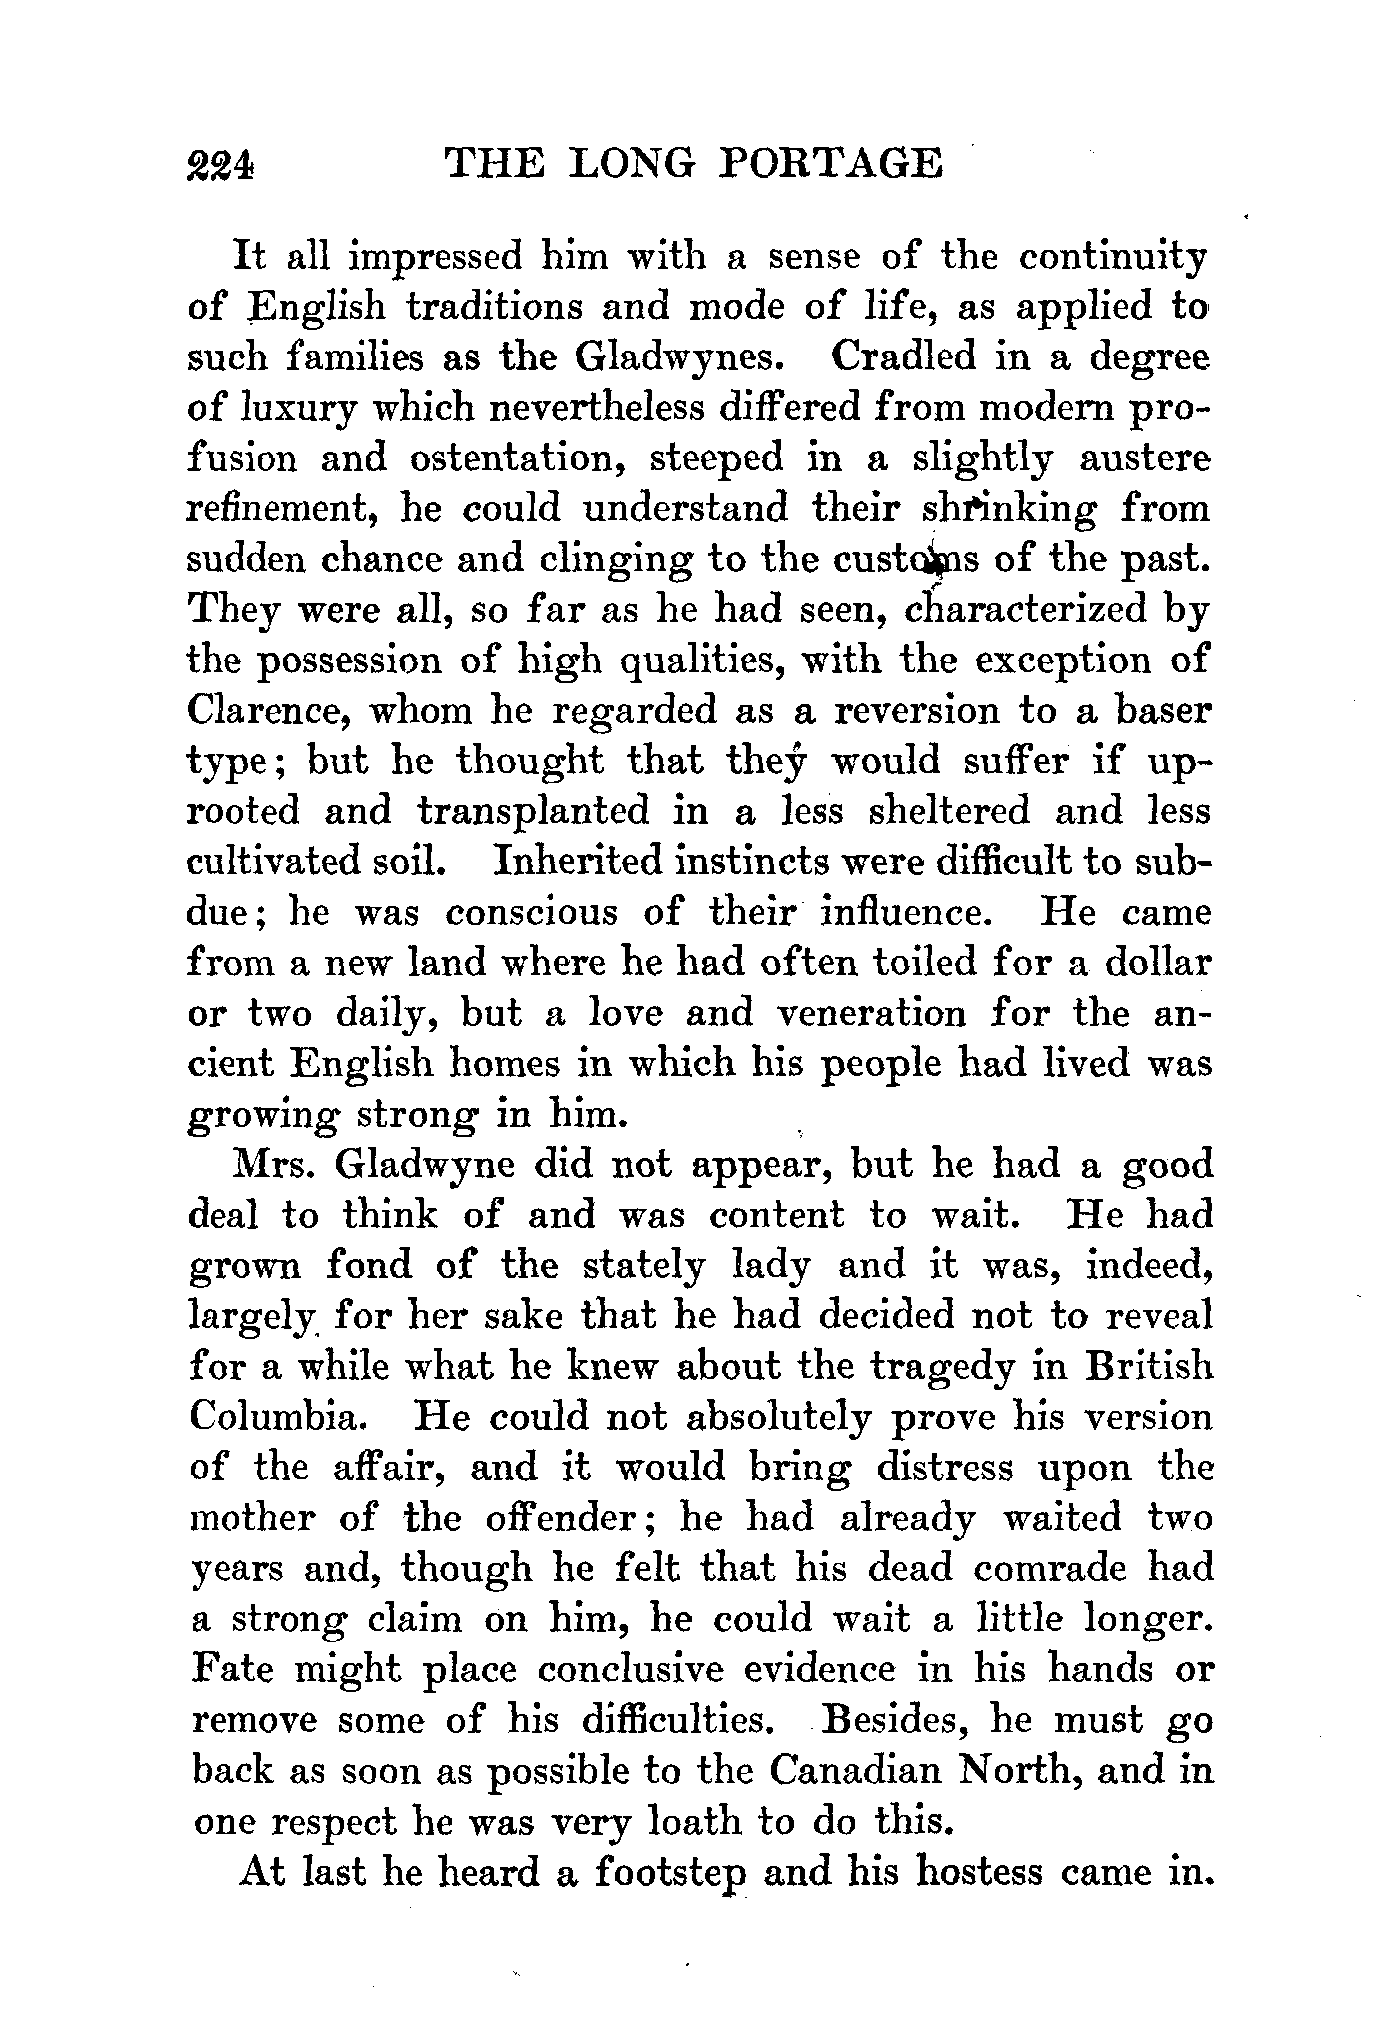 224 THE LONG PORTAGE
It all impressed him with a sense of the continuity
of English traditions and mode of life, as applied to
such families as the Gladwynes. Cradled in a degree
of luxury which nevertheless differed from modern pro-
fusion and ostentation, steeped in a slightly austere
refinement, he could understand their shrinking from
sudden chance and clinging to the customs of the past.
They were all, so far as he had seen, characterized by
the possession of high qualities, with the exception of
Clarence, whom he regarded as a reversion to a baser
type; but he thought that they would suffer if up-
rooted and transplanted in a less sheltered and less
cultivated soil. Inherited instincts were difficult to sub-
due; he was conscious of their influence. He came
from a new land where he had often toiled for a dollar
or two daily, but a love and veneration for the an-
cient English homes in which his people had lived was
growing strong in him.
Mrs. Gladwyne did not appear, but he had a good
deal to think of and was content to wait. He had
grown fond of the stately lady and it was, indeed,
largely for her sake that he had decided not to reveal
for a while what he knew about the tragedy in British
Columbia. He could not absolutely prove his version
of the affair, and it would bring distress upon the
mother of the offender; he had already waited two
years and, though he felt that his dead comrade had
a strong claim on him, he could wait a little longer.
Fate might place conclusive evidence in his hands or
remove some of his difficulties. Besides, he must go
back as soon as possible to the Canadian North, and in
one respect he was very loath to do this.
At last he heard a footstep and his hostess came in.